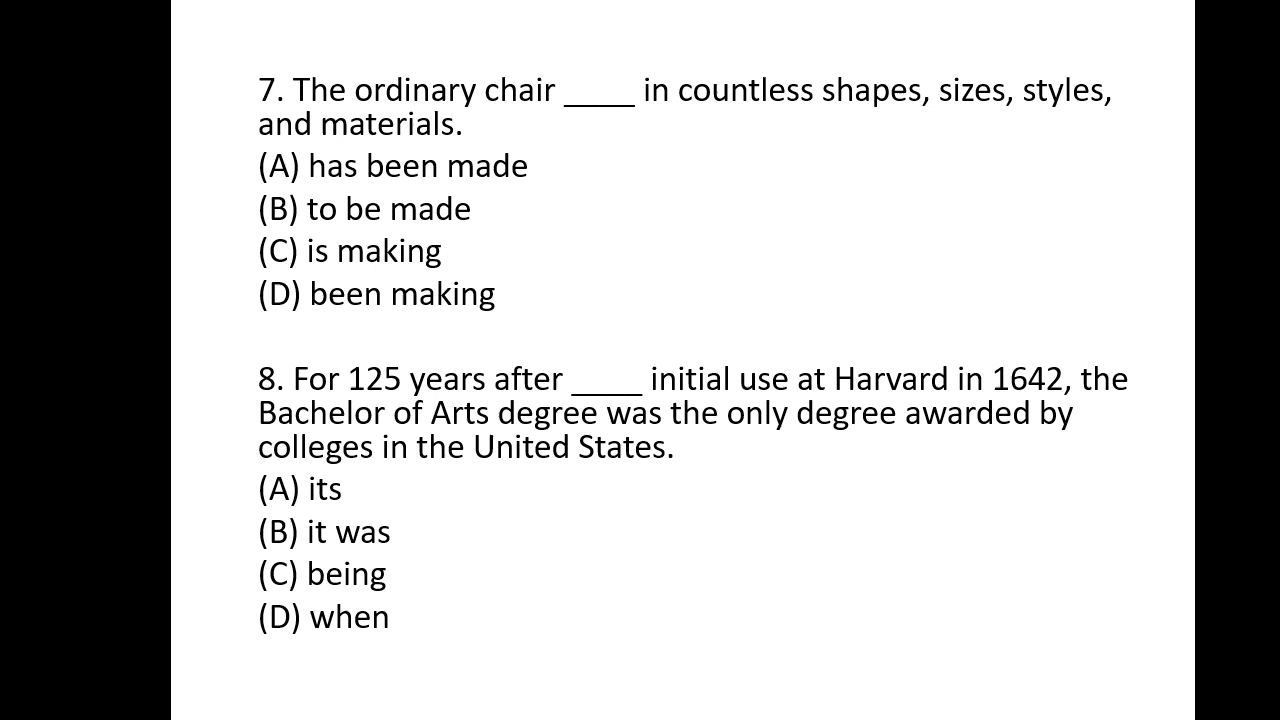 7. The ordinary chair ____ in countless shapes, sizes, styles,
and materials.
(A) has been made
(B) to be made
(C) is making
(D) been making
8. For 125 years after ____ initial use at Harvard in 1642, the
Bachelor of Arts degree was the only degree awarded by
colleges in the United States.
(A) its
(B) it was
(C) being
(D) when